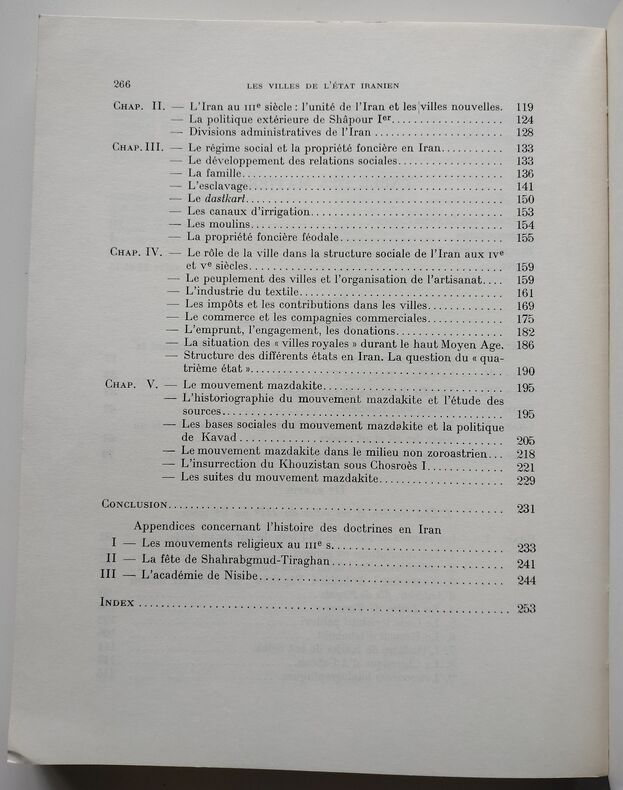 266 LES VILLES DE L'ÉTAT IRANIEN
CHAP. II. — L'Iran au IIIe siècle : l'unité de l'Iran et les villes nouvelles. 119
— La politique extérieure de Shâpour Ier.................... 124
— Divisions administratives de l'Iran ....................... 128
CHAP. III. — Le régime social et la propriété foncière en Iran........... 133
— Le développement des relations sociales................... 133
— La famille............................................... 136
— L'esclavage.............................................. 141
— Le dastkart.............................................. 150
— Les canaux d'irrigation.................................. 153
— Les moulins.............................................. 154
— La propriété foncière féodale............................ 155
CHAP. IV. — Le rôle de la ville dans la structure sociale de l'Iran aux IVe
et Ve siècles............................................ 159
— Le peuplement des villes et l'organisation de l'artisanat.... 159
— L'industrie du textile................................... 161
— Les impôts et les contributions dans les villes............ 169
— Le commerce et les compagnies commerciales............... 175
— L'emprunt, l'engagement, les donations.................... 182
— La situation des « villes royales » durant le haut Moyen Age. 186
— Structure des différents états en Iran. La question du « qua-
trième état »............................................ 190
CHAP. V. — Le mouvement mazdakite.................................. 195
— L'historiographie du mouvement mazdakite et l'étude des
sources.................................................. 195
— Les bases sociales du mouvement mazdakite et la politique
de Kavad ................................................ 205
— Le mouvement mazdakite dans le milieu non zoroastrien... 218
— L'insurrection du Khouzistan sous Chosroès I.............. 221
— Les suites du mouvement mazdakite........................ 229
CONCLUSION........................................................ 231
Appendices concernant l'histoire des doctrines en Iran
I — Les mouvements religieux au IIIe s........................... 233
II — La fête de Shahrabgmud-Tiraghan............................. 241
III — L'académie de Nisibe........................................ 244
INDEX ............................................................ 253